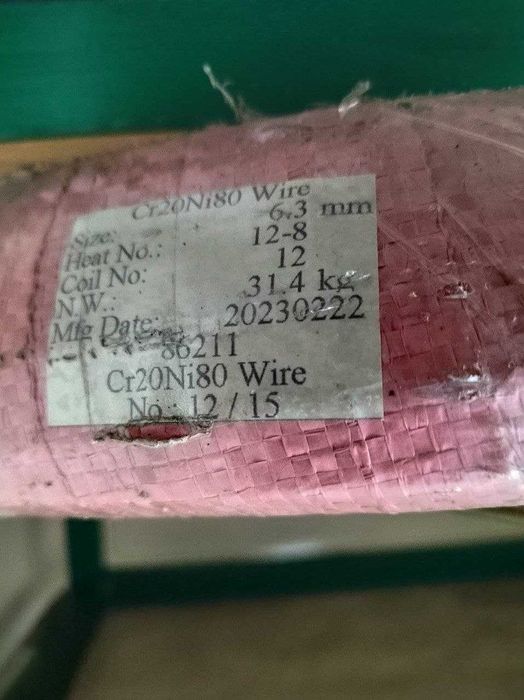 Cr20Ni80 Wire
Size: 6.3 mm
Heat No.: 12-8
Coil No: 12
N.W.: 31.4 kg
Mfg Date: 20230222
86211
Cr20Ni80 Wire
No.: 12 / 15